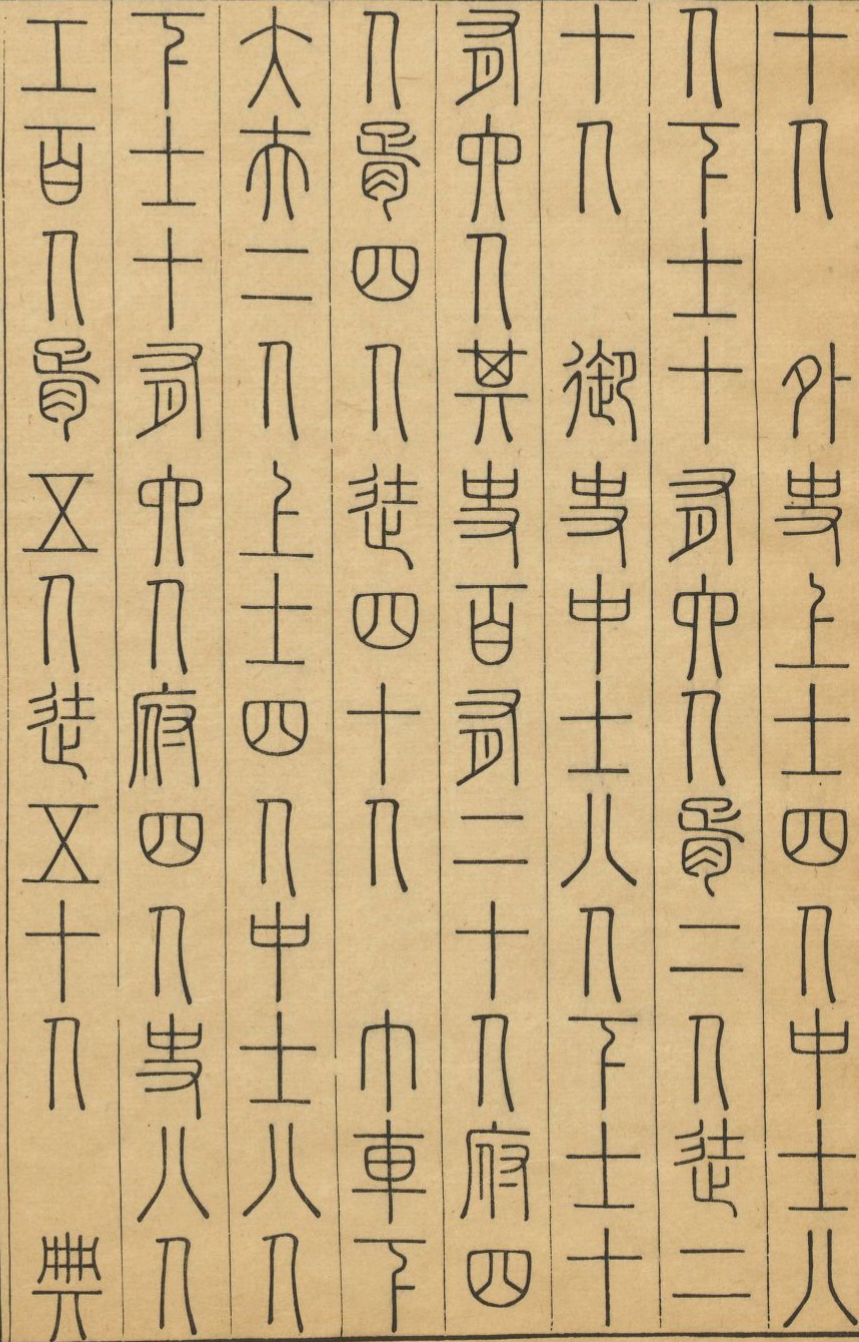 十人 外史上士四人中士八
人下士十有六人胥二人徒二
十人 御史中士八人下士十
有六人其史百有二十人府四
人胥四人徒四十人 巾車下
大夫二人上士四人中士八人
下士十有六人府四人史八人
工百人胥五人徒五十人 典